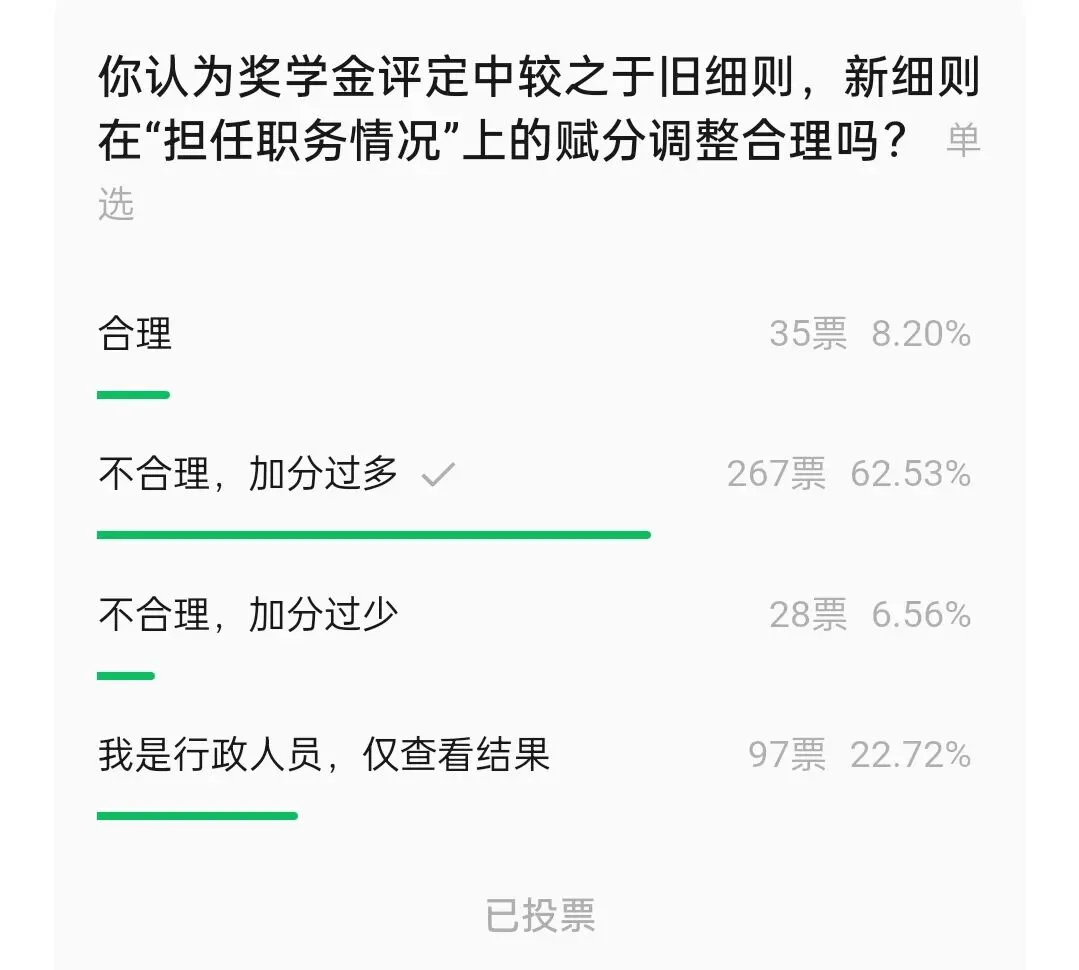 你认为奖学金评定中较之于旧细则，新细则
在“担任职务情况”上的赋分调整合理吗？ 单
选
合理 35票 8.20%
不合理，加分过多 267票 62.53%
不合理，加分过少 28票 6.56%
我是行政人员，仅查看结果 97票 22.72%
已投票